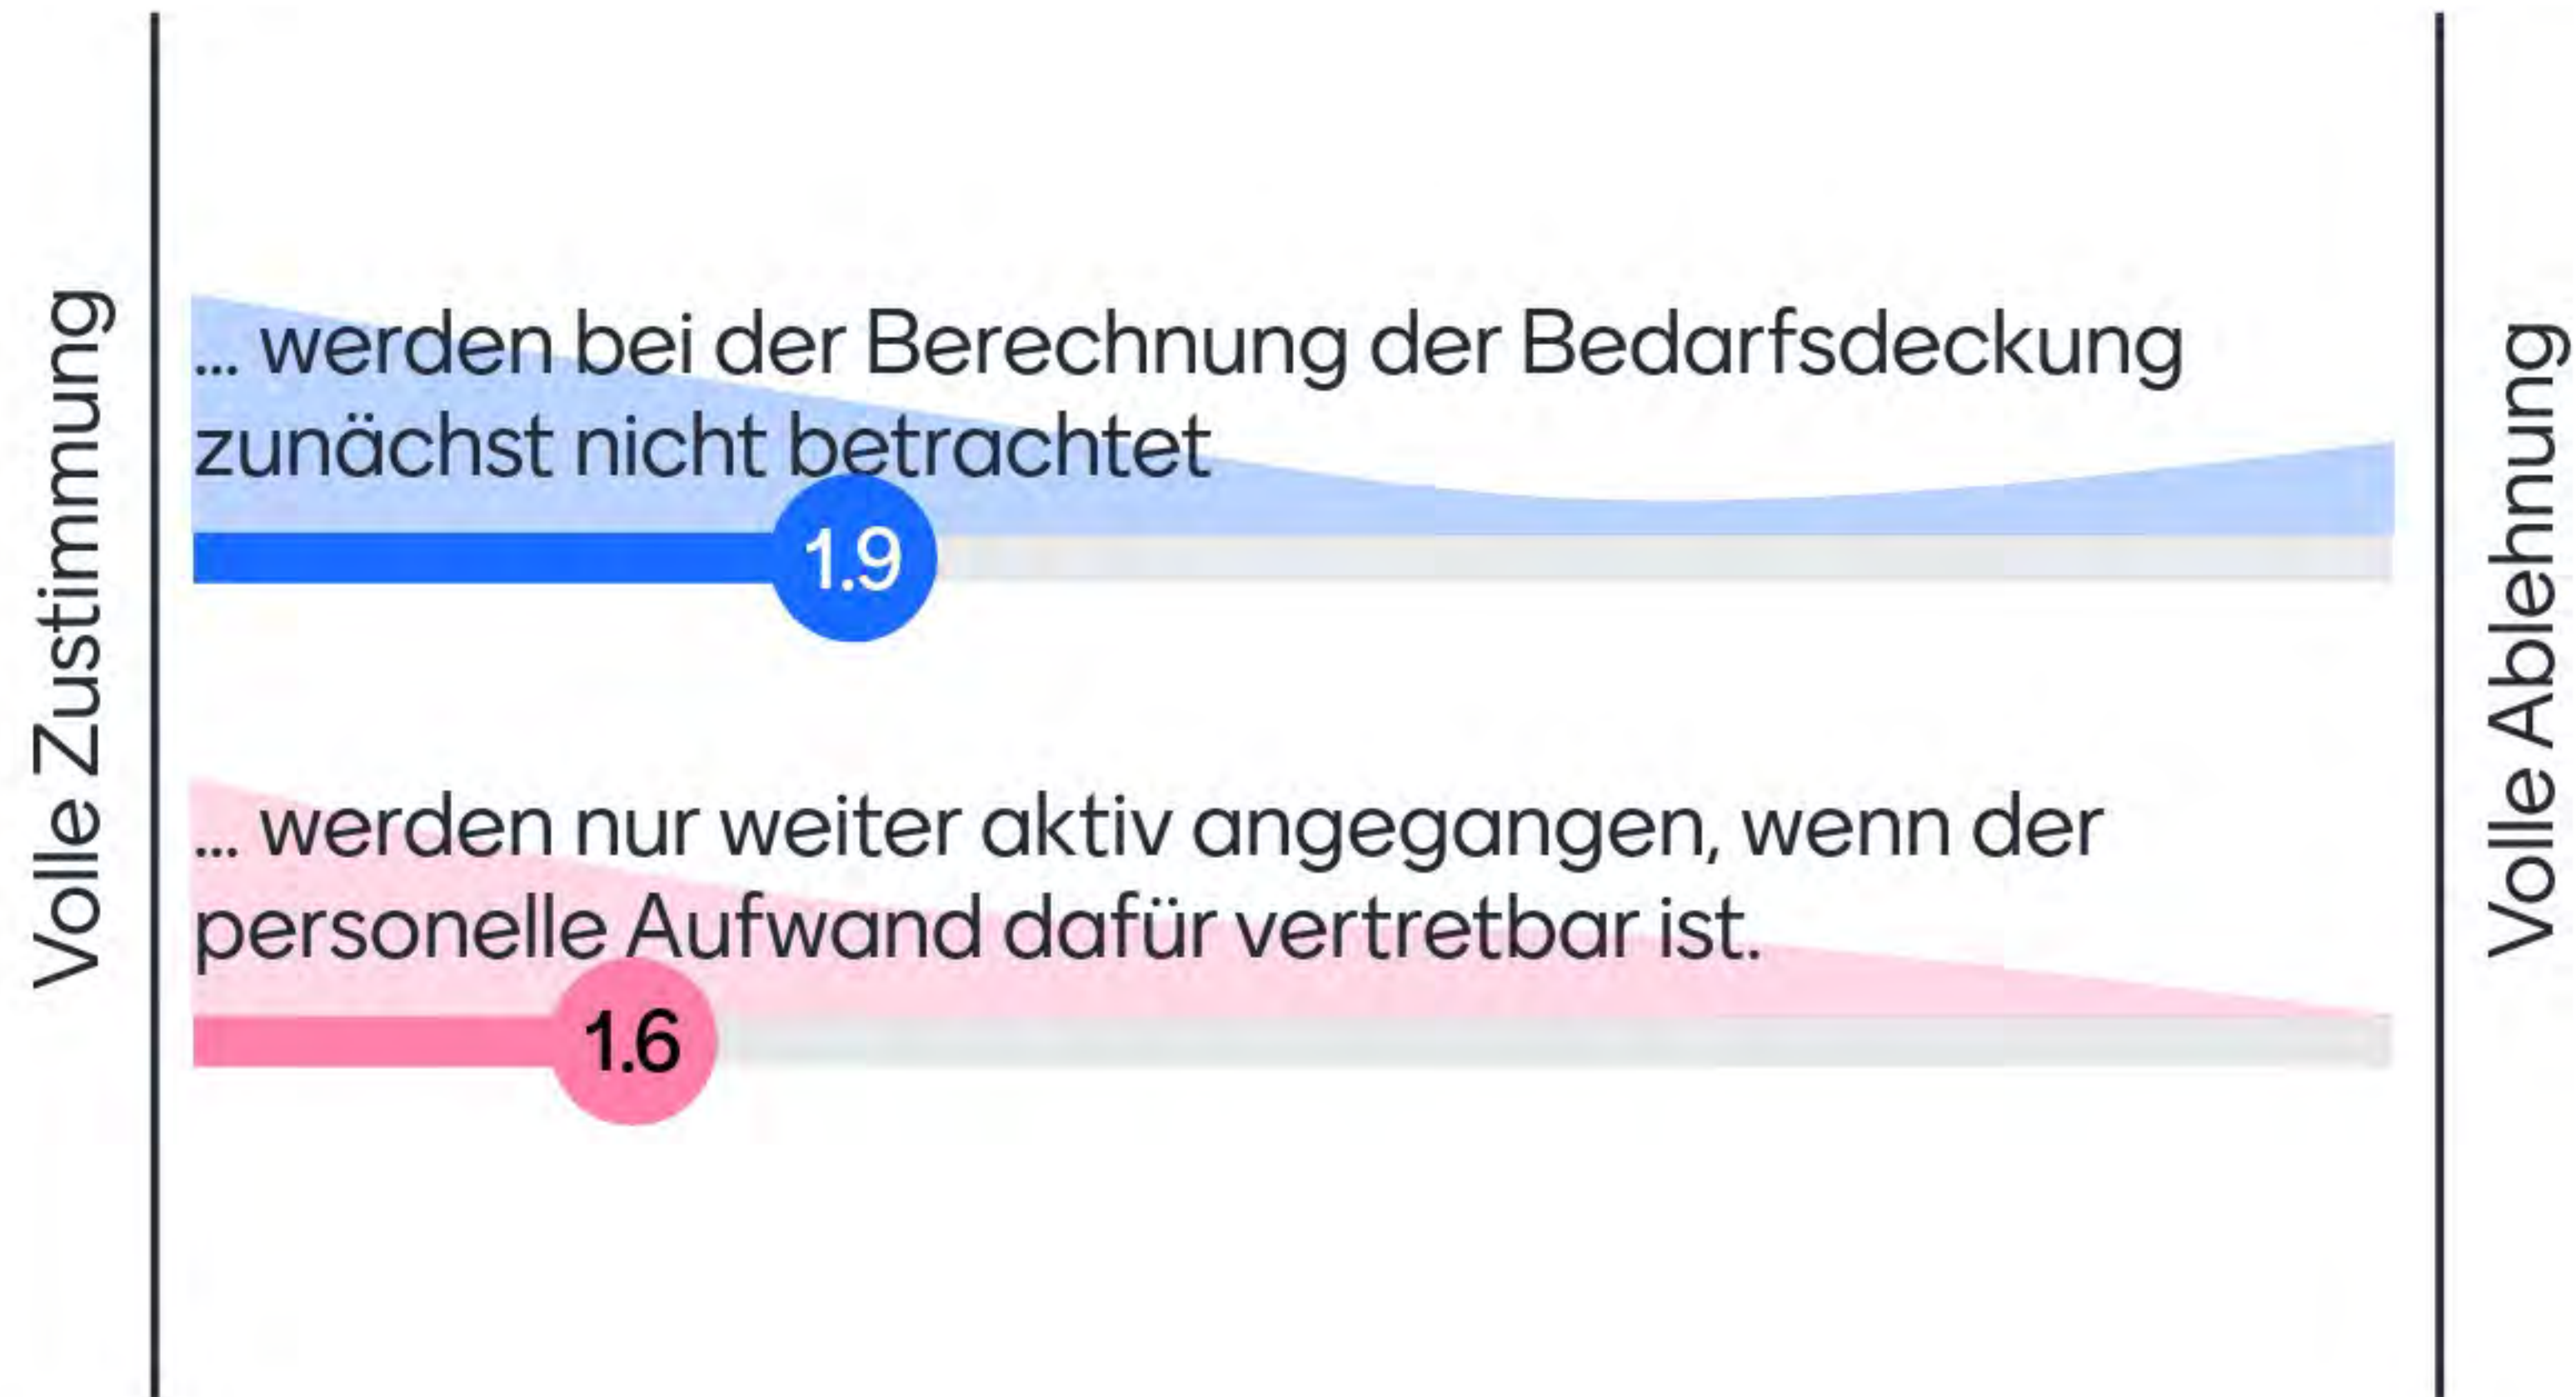 Volle Zustimmung
... werden bei der Berechnung der Bedarfsdeckung
zunächst nicht betrachtet
1.9
... werden nur weiter aktiv angegangen, wenn der
personelle Aufwand dafür vertretbar ist.
1.6
Volle Ablehnung